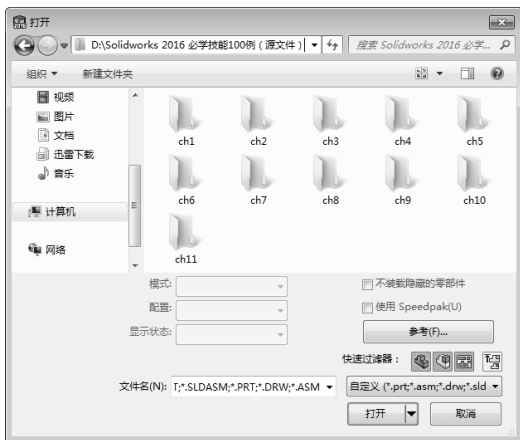 打开
D:\Solidworks 2016 必学技能100例（源文件）
搜索 Solidworks 2016 必学...
组织 新建文件夹
视频
图片
文档
迅雷下载
音乐
计算机
网络
ch1 ch2 ch3 ch4 ch5
ch6 ch7 ch8 ch9 ch10
ch11
模式: 不装载隐藏的零部件
配置: 使用 Speedpak(U)
显示状态: 参考(F)...
快速过滤器：
文件名(N): T;*.SLDASM;*.PRT;*.DRW;*.ASM 自定义 (*.prt;*.asm;*.drw;*.sld
打开 取消